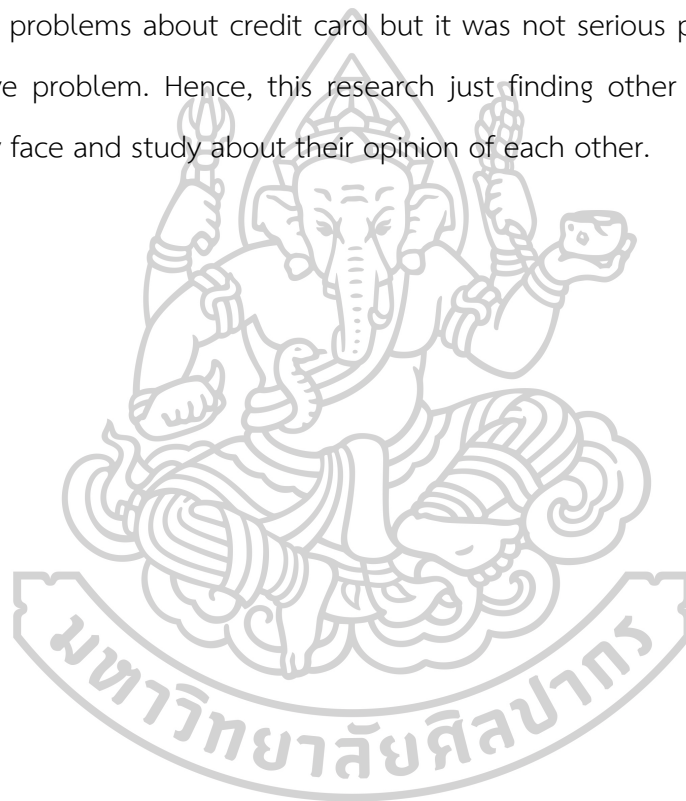 problems about credit card but it was not serious p
ve problem. Hence, this research just finding other
face and study about their opinion of each other.
มหาวิทยาลัยศิลปากร